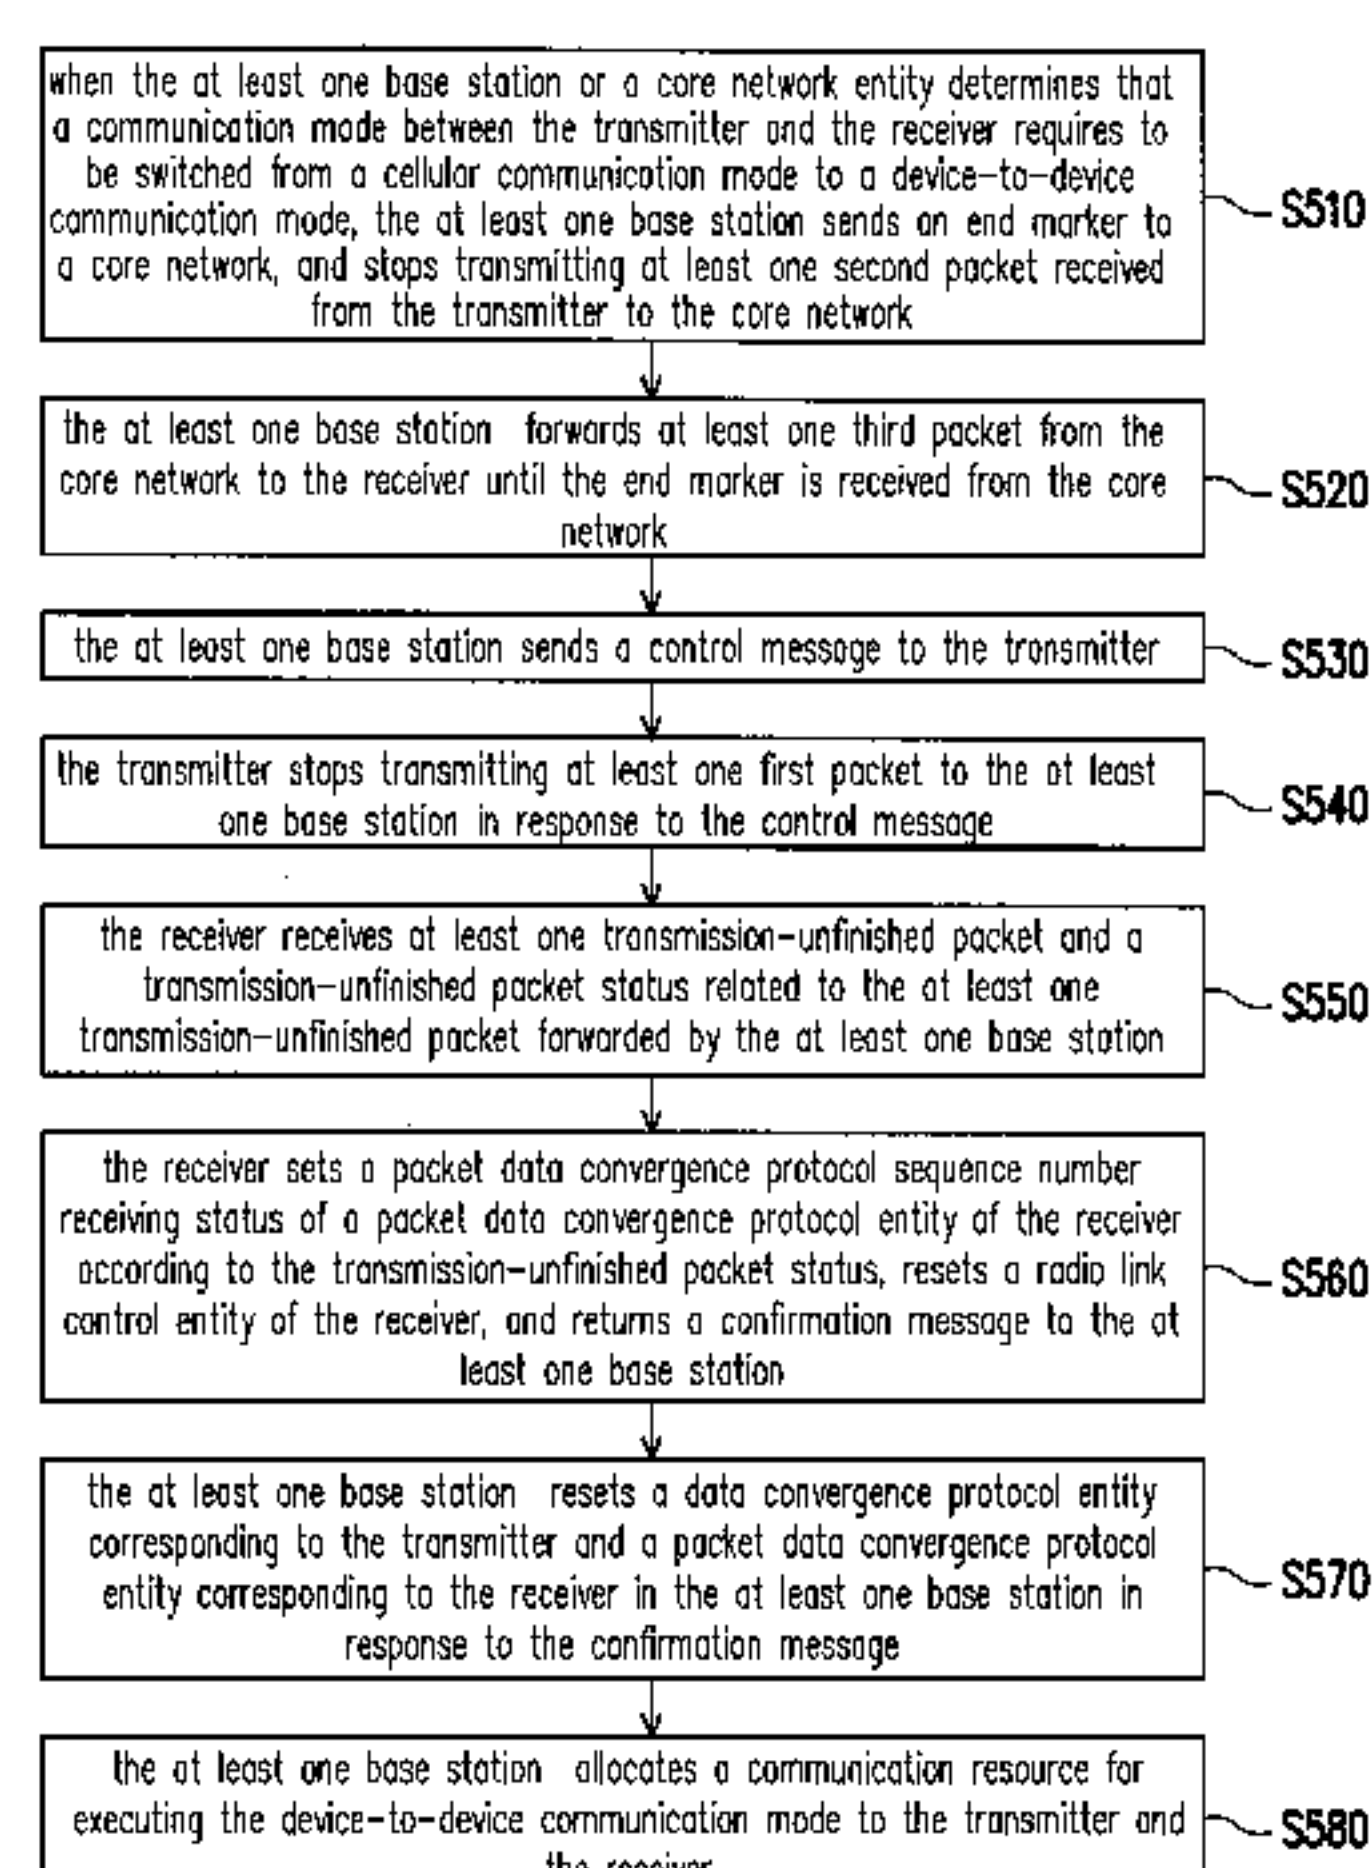 when the at least one base station or a core network entity determines that
a communication mode between the transmitter and the receiver requires to
be switched from a cellular communication mode to a device-to-device
communication mode, the at least one base station sends an end marker to
a core network, and stops transmitting at least one second packet received
from the transmitter to the core network
S510
the at least one base station forwards at least one third packet from the
core network to the receiver until the end marker is received from the core
network
S520
the at least one base station sends a control message to the transmitter
S530
the transmitter stops transmitting at least one first packet to the at least
one base station in response to the control message
S540
the receiver receives at least one transmission-unfinished packet and a
transmission-unfinished packet status related to the at least one
transmission-unfinished packet forwarded by the at least one base station
S550
the receiver sets a packet data convergence protocol sequence number
receiving status of a packet data convergence protocol entity of the receiver
according to the transmission-unfinished packet status, resets a radio link
control entity of the receiver, and returns a confirmation message to the at
least one base station
S560
the at least one base station resets a data convergence protocol entity
corresponding to the transmitter and a packet data convergence protocol
entity corresponding to the receiver in the at least one base station in
response to the confirmation message
S570
the at least one base station allocates a communication resource for
executing the device-to-device communication mode to the transmitter and
the receiver
S580